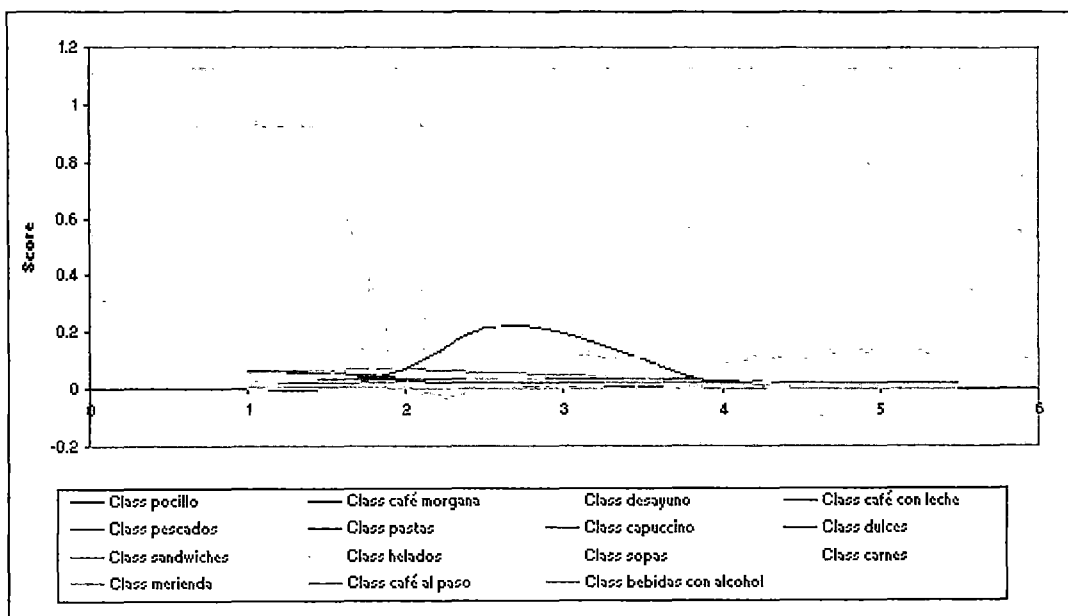 1.2
1
0.8
0.6
0.4
0.2
0
-0.2
Score
0 1 2 3 4 5 6
Class pocillo Class café morgana Class desayuno Class café con leche
Class pescados Class pastas Class capuccino Class dulces
Class sandwiches Class helados Class sopas Class carnes
Class merienda Class café al paso Class bebidas con alcohol